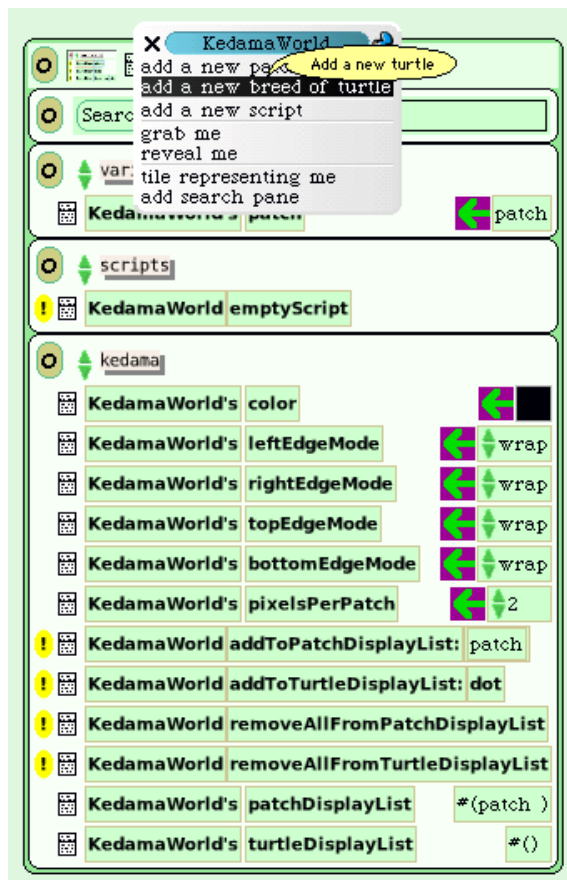 KedamaWorld
add a new pa
Add a new turtle
add a new breed of turtle
Searc
add a new script
grab me
reveal me
tile representing me
add search pane
var
KedamaWorld's patch patch
scripts
! KedamaWorld emptyScript
kedama
KedamaWorld's color
KedamaWorld's leftEdgeMode wrap
KedamaWorld's rightEdgeMode wrap
KedamaWorld's topEdgeMode wrap
KedamaWorld's bottomEdgeMode wrap
KedamaWorld's pixelsPerPatch 2
! KedamaWorld addToPatchDisplayList: patch
! KedamaWorld addToTurtleDisplayList: dot
! KedamaWorld removeAllFromPatchDisplayList
! KedamaWorld removeAllFromTurtleDisplayList
KedamaWorld's patchDisplayList #(patch )
KedamaWorld's turtleDisplayList #()